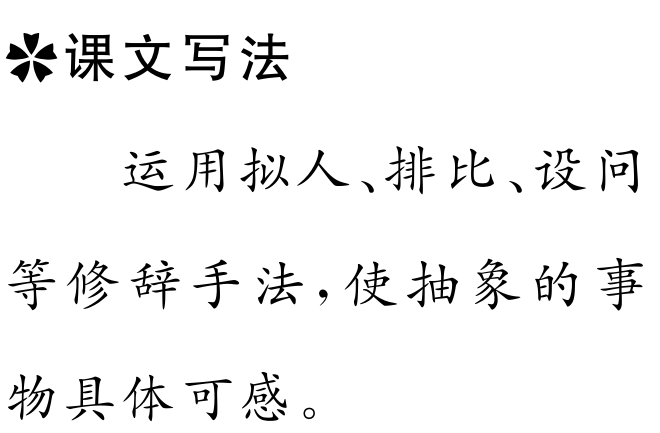 ✽课文写法
运用拟人、排比、设问
等修辞手法,使抽象的事
物具体可感。